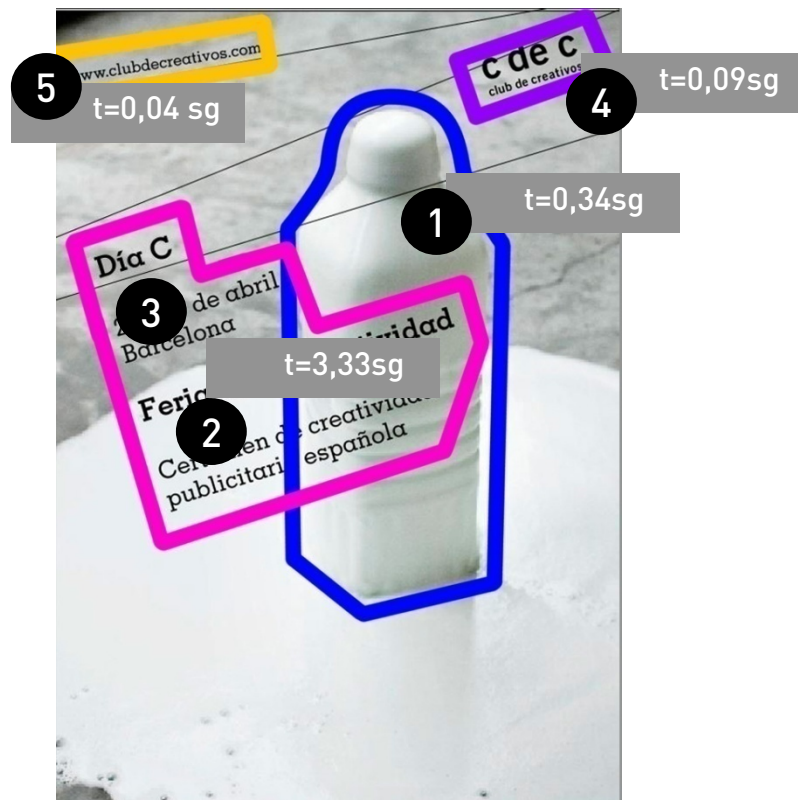 www.clubdecreativos.com
5
t=0,04 sg
c de c
club de creativos
4
t=0,09sg
1
t=0,34sg
Día C
de abril
3
Barcelona
t=3,33sg
2
de creatividad
publicitaria española